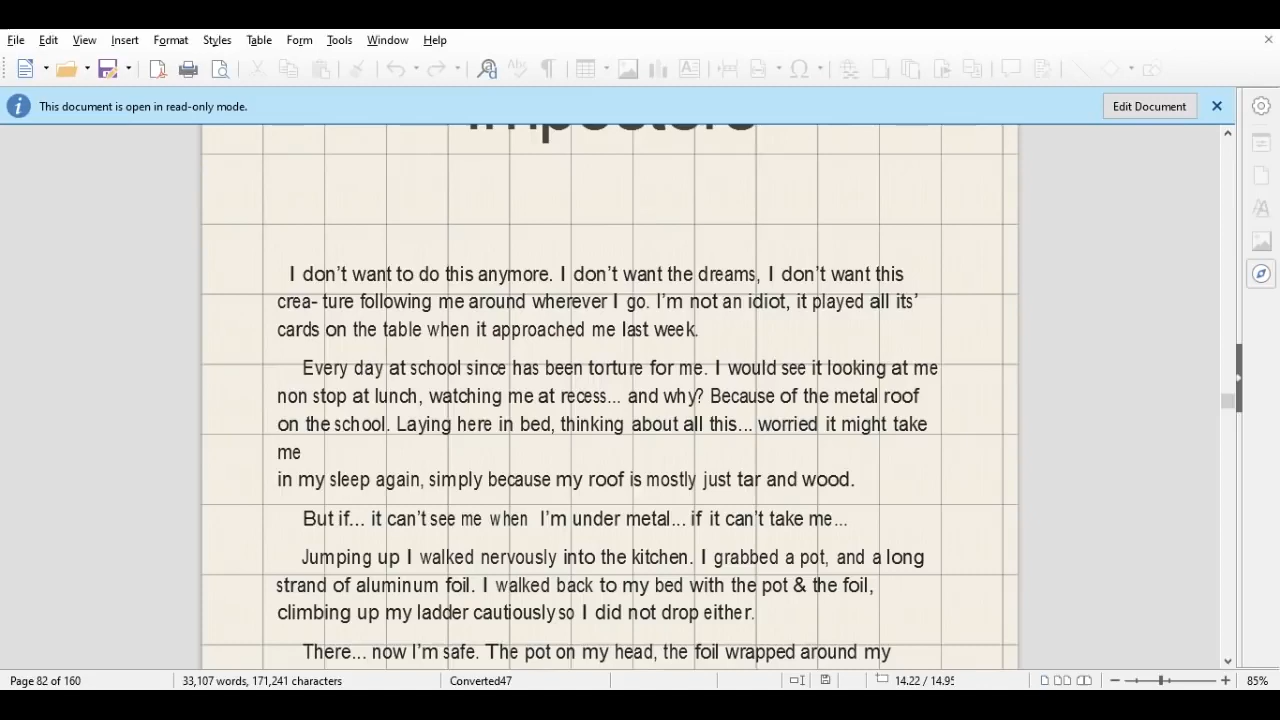 File Edit View Insert Format Styles Table Form Tools Window Help
This document is open in read-only mode.
Edit Document
I don't want to do this anymore. I don't want the dreams, I don't want this
crea- ture following me around wherever I go. I'm not an idiot, it played all its'
cards on the table when it approached me last week.
Every day at school since has been torture for me. I would see it looking at me
non stop at lunch, watching me at recess... and why? Because of the metal roof
on the school. Laying here in bed, thinking about all this... worried it might take
me
in my sleep again, simply because my roof is mostly just tar and wood.
But if... it can't see me when I'm under metal... if it can't take me...
Jumping up I walked nervously into the kitchen. I grabbed a pot, and a long
strand of aluminum foil. I walked back to my bed with the pot & the foil,
climbing up my ladder cautiously so I did not drop either.
There... now I'm safe. The pot on my head, the foil wrapped around my
Page 82 of 160 33,107 words, 171,241 characters Converted47 14.22 / 14.95 85%